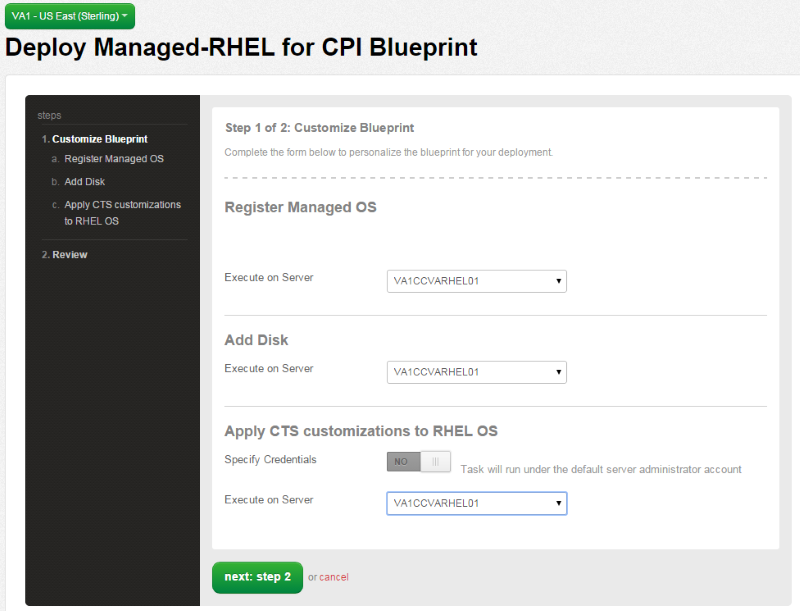 VA1 - US East (Sterling)
Deploy Managed-RHEL for CPI Blueprint
steps
1. Customize Blueprint
a. Register Managed OS
b. Add Disk
c. Apply CTS customizations
to RHEL OS
2. Review
Step 1 of 2: Customize Blueprint
Complete the form below to personalize the blueprint for your deployment.
Register Managed OS
Execute on Server VA1CCVARHEL01
Add Disk
Execute on Server VA1CCVARHEL01
Apply CTS customizations to RHEL OS
Specify Credentials NO Task will run under the default server administrator account
Execute on Server VA1CCVARHEL01
next: step 2 or cancel